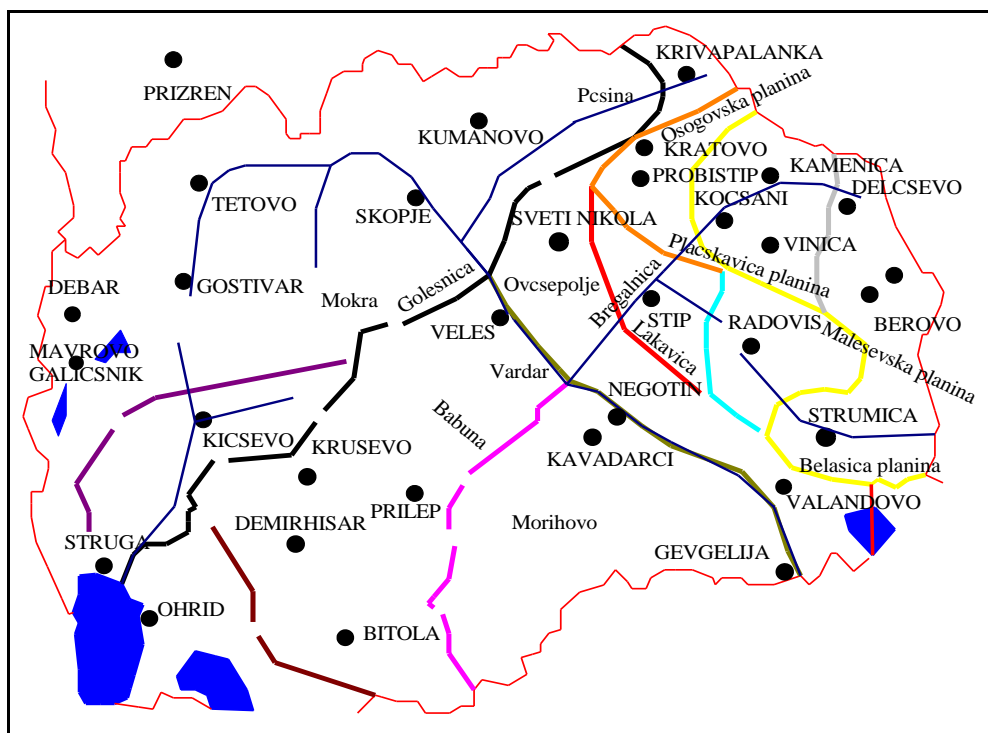 KRIVAPALANKA
PRIZREN
Pcsina
Osogovska planina
KUMANOVO
KRATOVO
KAMENICA
PROBISTIP
DELCSEVO
TETOVO
SKOPJE
KOCSANI
SVETI NIKOLA
VINICA
Placskavica planina
GOSTIVAR
Golesnica
Ovcsepolje
Bregalnica
DEBAR
Mokra
STIP
RADOVIS
BEROVO
VELES
Lakavica
Malesevska planina
MAVROVO
GALICSNIK
Vardar
NEGOTIN
Babuna
STRUMICA
KICSEVO
KRUSEVO
KAVADARCI
Belasica planina
PRILEP
VALANDOVO
DEMIRHISAR
Morihovo
STRUGA
GEVGELIJA
OHRID
BITOLA